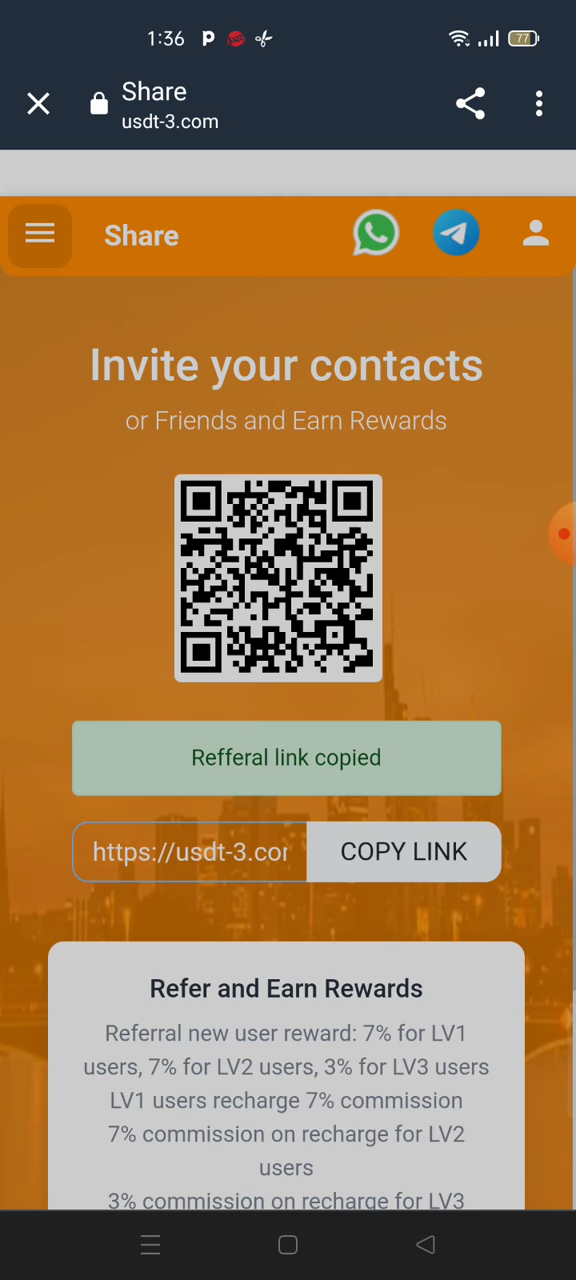 1:36
77
Share
usdt-3.com
Share
Invite your contacts
or Friends and Earn Rewards
Refferal link copied
https://usdt-3.cor COPY LINK
Refer and Earn Rewards
Referral new user reward: 7% for LV1
users, 7% for LV2 users, 3% for LV3 users
LV1 users recharge 7% commission
7% commission on recharge for LV2
users
3% commission on recharge for LV3